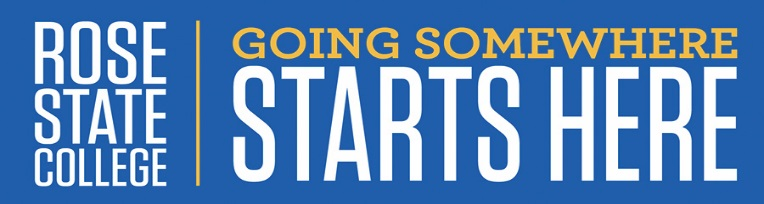 ROSE
STATE
COLLEGE
GOING SOMEWHERE
STARTS HERE